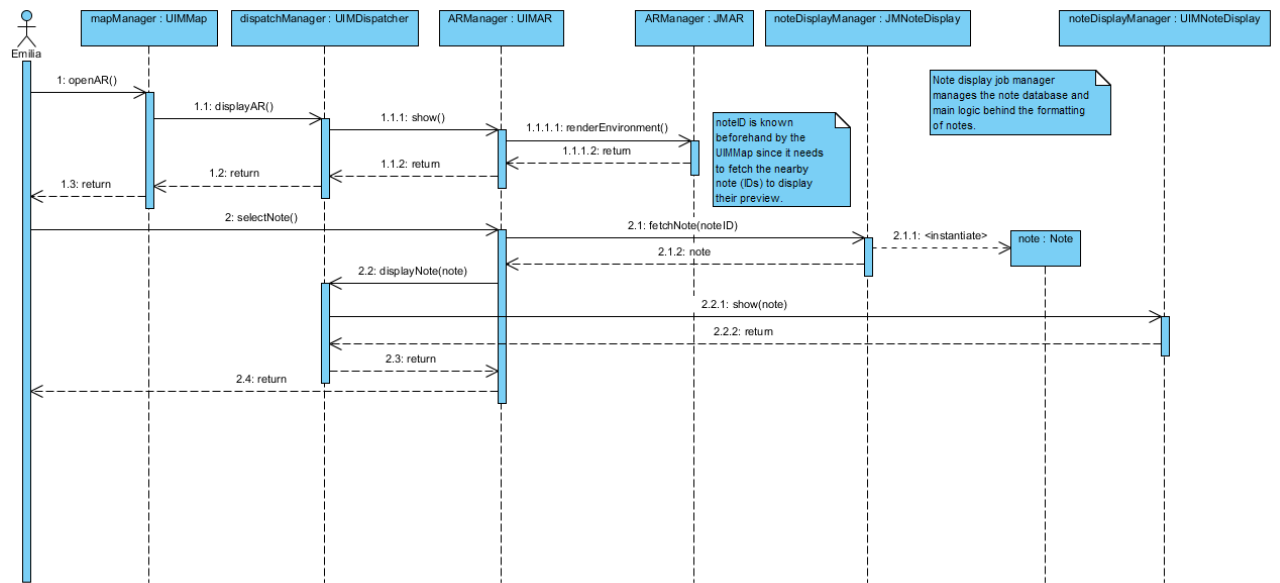 mapManager : UIMMap
dispatchManager : UIMDispatcher
ARManager : UIMAR
ARManager : JMAR
noteDisplayManager : JMNoteDisplay
noteDisplayManager : UIMNoteDisplay
Emilia
Note display job manager
manages the note database and
main logic behind the formatting
of notes.
1: openAR()
1.1: displayAR()
1.1.1: show()
1.1.1.1: renderEnvironment()
noteID is known
beforehand by the
UIMMap since it needs
to fetch the nearby
note (IDs) to display
their preview.
1.1.1.2: return
1.1.2: return
1.2: return
1.3: return
2: selectNote()
2.1: fetchNote(noteID)
2.1.1: <instantiate>
note : Note
2.1.2: note
2.2: displayNote(note)
2.2.1: show(note)
2.2.2: return
2.3: return
2.4: return